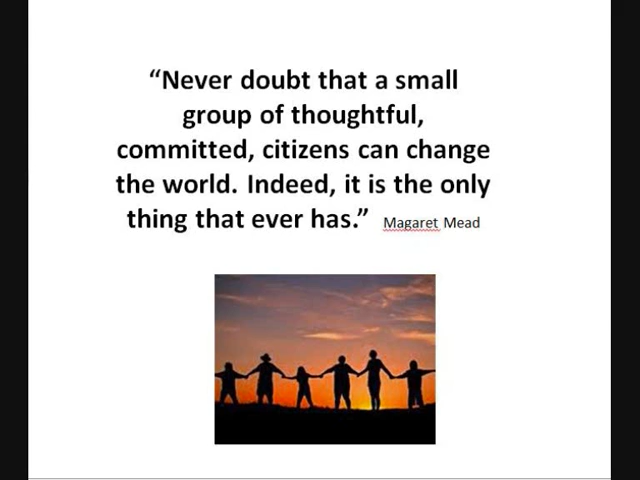 “Never doubt that a small
group of thoughtful,
committed, citizens can change
the world. Indeed, it is the only
thing that ever has.” Magaret Mead